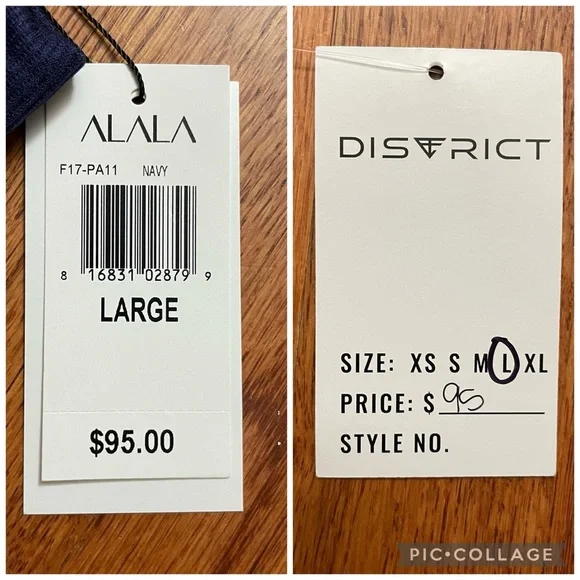 ALALA
F17-PA11 NAVY
8 16831 02879 9
LARGE
$95.00
DISTRICT
SIZE: XS S M L XL
PRICE: $ 95
STYLE NO.
PIC•COLLAGE